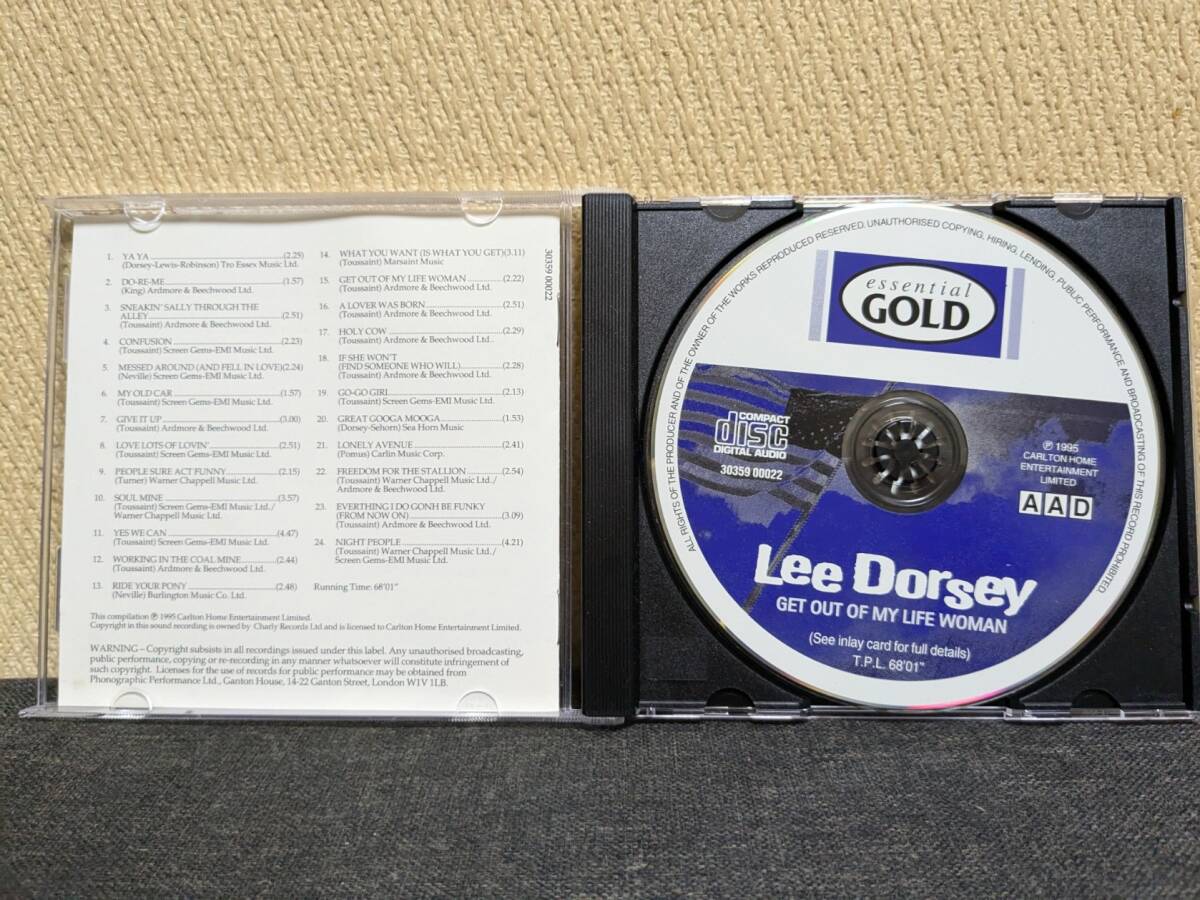 1. YA YA ..........(2.25)
(Dorsey-Lewis-Robinson) Tro Essex Music Ltd.
2. DO-RE-ME ..........(1.57)
(King) Ardmore & Beechwood Ltd.
3. SNEAKIN' SALLY THROUGH THE
ALLEY ..........(2.51)
(Toussaint) Ardmore & Beechwood Ltd.
4. CONFUSION ..........(2.23)
(Toussaint) Screen Gems-EMI Music Ltd.
5. MESSED AROUND (AND FELL IN LOVE)(2.24)
(Neville) Screen Gems-EMI Music Ltd.
6. MY OLD CAR ..........(1.57)
(Toussaint) Screen Gems-EMI Music Ltd.
7. GIVE IT UP ..........(3.00)
(Toussaint) Ardmore & Beechwood Ltd.
8. LOVE LOTS OF LOVIN' ..........(2.51)
(Toussaint) Screen Gems-EMI Music Ltd.
9. PEOPLE SURE ACT FUNNY ..........(2.15)
(Turner) Warner Chappell Music Ltd.
10. SOUL MINE ..........(3.57)
(Toussaint) Screen Gems-EMI Music Ltd./
Warner Chappell Music Ltd.
11. YES WE CAN ..........(4.47)
(Toussaint) Screen Gems-EMI Music Ltd.
12. WORKING IN THE COAL MINE ..........(2.44)
(Toussaint) Ardmore & Beechwood Ltd.
13. RIDE YOUR PONY ..........(2.48)
(Neville) Burlington Music Co. Ltd.
14. WHAT YOU WANT (IS WHAT YOU GET)(3.11)
(Toussaint) Marsaint Music
15. GET OUT OF MY LIFE WOMAN ..........(2.22)
(Toussaint) Ardmore & Beechwood Ltd.
16. A LOVER WAS BORN ..........(2.51)
(Toussaint) Ardmore & Beechwood Ltd.
17. HOLY COW ..........(2.29)
(Toussaint) Ardmore & Beechwood Ltd..
18. IF SHE WON'T
(FIND SOMEONE WHO WILL) ..........(2.28)
(Toussaint) Ardmore & Beechwood Ltd.
19. GO-GO GIRL ..........(2.13)
(Toussaint) Screen Gems-EMI Music Ltd.
20. GREAT GOOGA MOOGA ..........(1.53)
(Dorsey-Sehorn) Sea Horn Music
21. LONELY AVENUE ..........(2.41)
(Pomus) Carlin Music Corp.
22. FREEDOM FOR THE STALLION ..........(2.54)
(Toussaint) Warner Chappell Music Ltd./
Ardmore & Beechwood Ltd.
23. EVERTHING I DO GONH BE FUNKY
(FROM NOW ON) ..........(3.09)
(Toussaint) Ardmore & Beechwood Ltd.
24. NIGHT PEOPLE ..........(4.21)
(Toussaint) Warner Chappell Music Ltd./
Screen Gems-EMI Music Ltd.
Running Time: 68'01"
30359 00022
This compilation ℗ 1995 Carlton Home Entertainment Limited.
Copyright in this sound recording is owned by Charly Records Ltd and is licensed to Carlton Home Entertainment Limited.
WARNING – Copyright subsists in all recordings issued under this label. Any unauthorised broadcasting,
public performance, copying or re-recording in any manner whatsoever will constitute infringement of
such copyright. Licenses for the use of records for public performance may be obtained from
Phonographic Performance Ltd., Ganton House, 14-22 Ganton Street, London W1V 1LB.
ALL RIGHTS OF THE PRODUCER AND OF THE OWNER OF THE WORKS REPRODUCED RESERVED. UNAUTHORISED COPYING, HIRING, LENDING, PUBLIC PERFORMANCE AND BROADCASTING OF THIS RECORD PROHIBITED.
essential
GOLD
COMPACT
disc
DIGITAL AUDIO
30359 00022
℗ 1995
CARLTON HOME
ENTERTAINMENT
LIMITED
AAD
Lee Dorsey
GET OUT OF MY LIFE WOMAN
(See inlay card for full details)
T.P.L. 68'01"